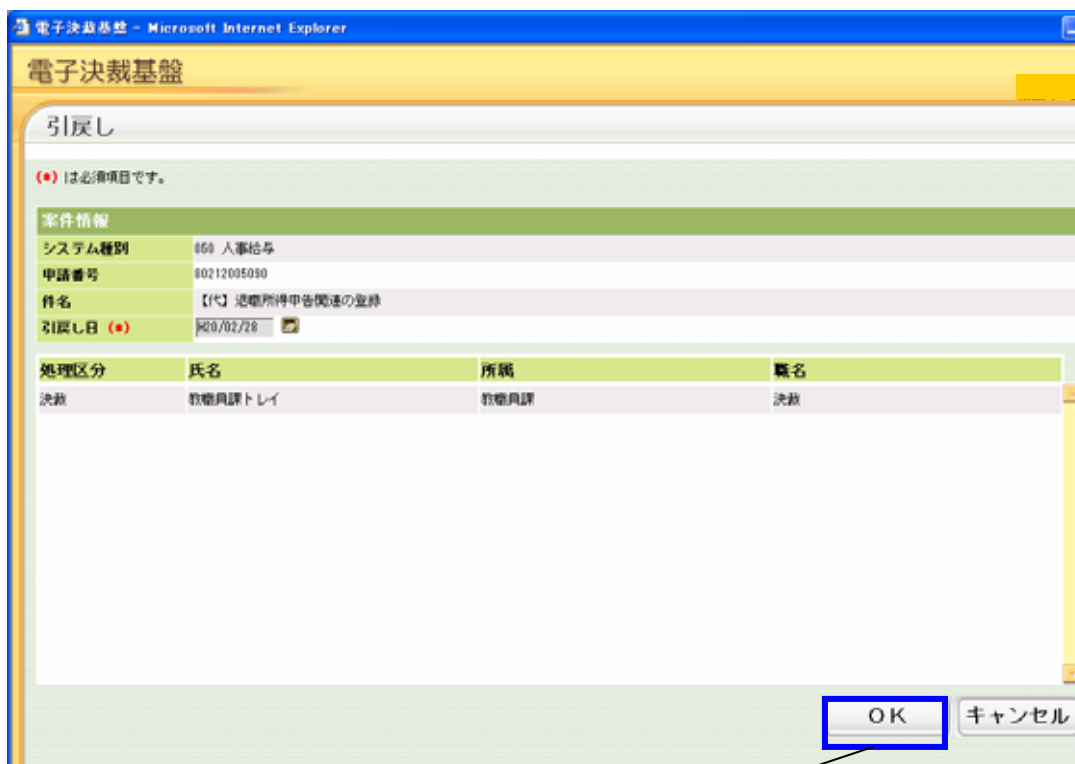 電子決裁基盤 - Microsoft Internet Explorer
電子決裁基盤
引戻し
(*) は必須項目です。
案件情報
システム種別 050 人事給与
申請番号 80212005090
件名 【代】退職所得申告関連の登録
引戻し日 (*) H20/02/28
処理区分 氏名 所属 職名
決裁 教職員課トレイ 教職員課 決裁
OK キャンセル